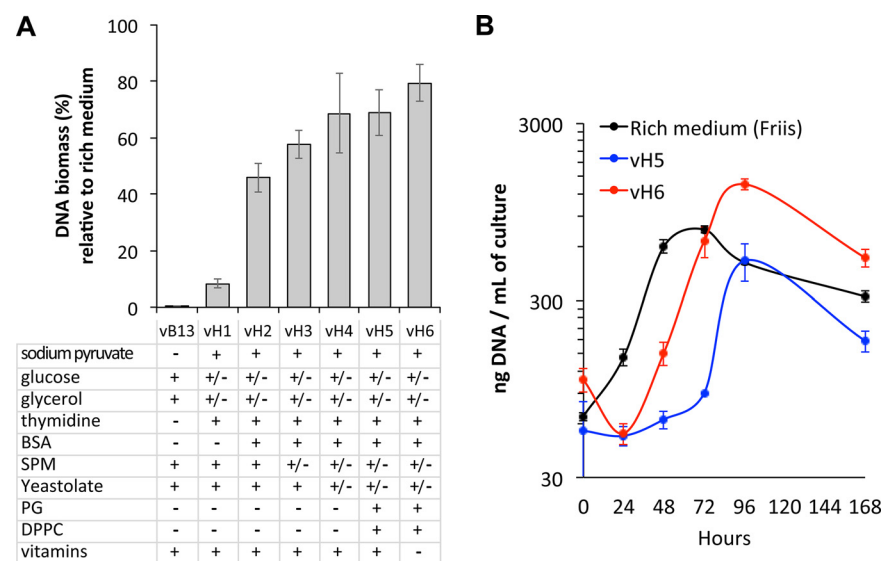 A
DNA biomass (%)
relative to rich medium
100
80
60
40
20
0
vB13 vH1 vH2 vH3 vH4 vH5 vH6
sodium pyruvate - + + + + + +
glucose + +/- +/- +/- +/- +/- +/-
glycerol + +/- +/- +/- +/- +/- +/-
thymidine - + + + + + +
BSA - - + + + + +
SPM + + + +/- +/- +/- +/-
Yeastolate + + + + +/- +/- +/-
PG - - - - - + +
DPPC - - - - - + +
vitamins + + + + + + -
B
ng DNA / mL of culture
3000
300
30
Rich medium (Friis)
vH5
vH6
0 24 48 72 96 120 144 168
Hours